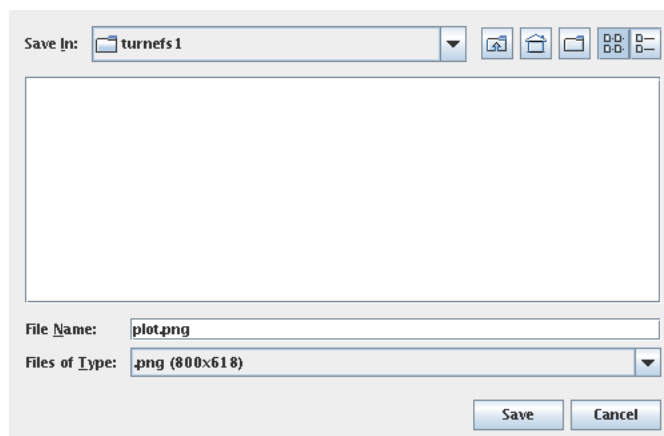 Save In: turnefs1
File Name: plot.png
Files of Type: .png (800x618)
Save Cancel